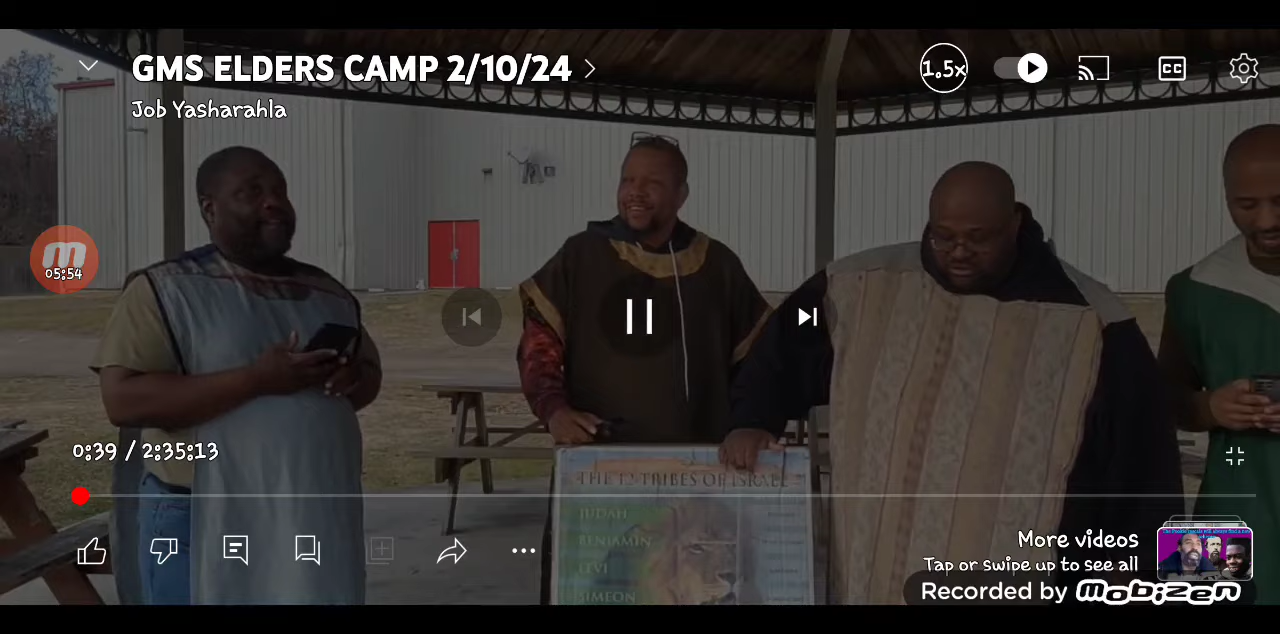 GMS ELDERS CAMP 2/10/24
Job Yasharahla
1.5x
CC
05:54
0:39 / 2:35:13
THE 12 TRIBES OF ISRAEL
JUDAH
BENJAMIN
LEVI
SIMEON
More videos
Tap or swipe up to see all
Recorded by mobizen